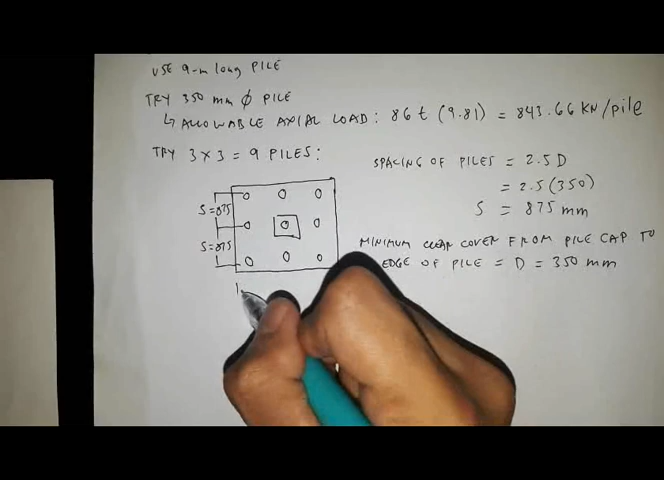 USE 9-m long PILE
TRY 350 mm φ PILE
↳ ALLOWABLE AXIAL LOAD: 86 t (9.81) = 843.66 KN/pile
TRY 3 x 3 = 9 PILES:
SPACING OF PILES = 2.5 D
= 2.5 (350)
S = 875 mm
S=875
S=875
MINIMUM CLEAR COVER FROM PILE CAP TO
EDGE OF PILE = D = 350 mm